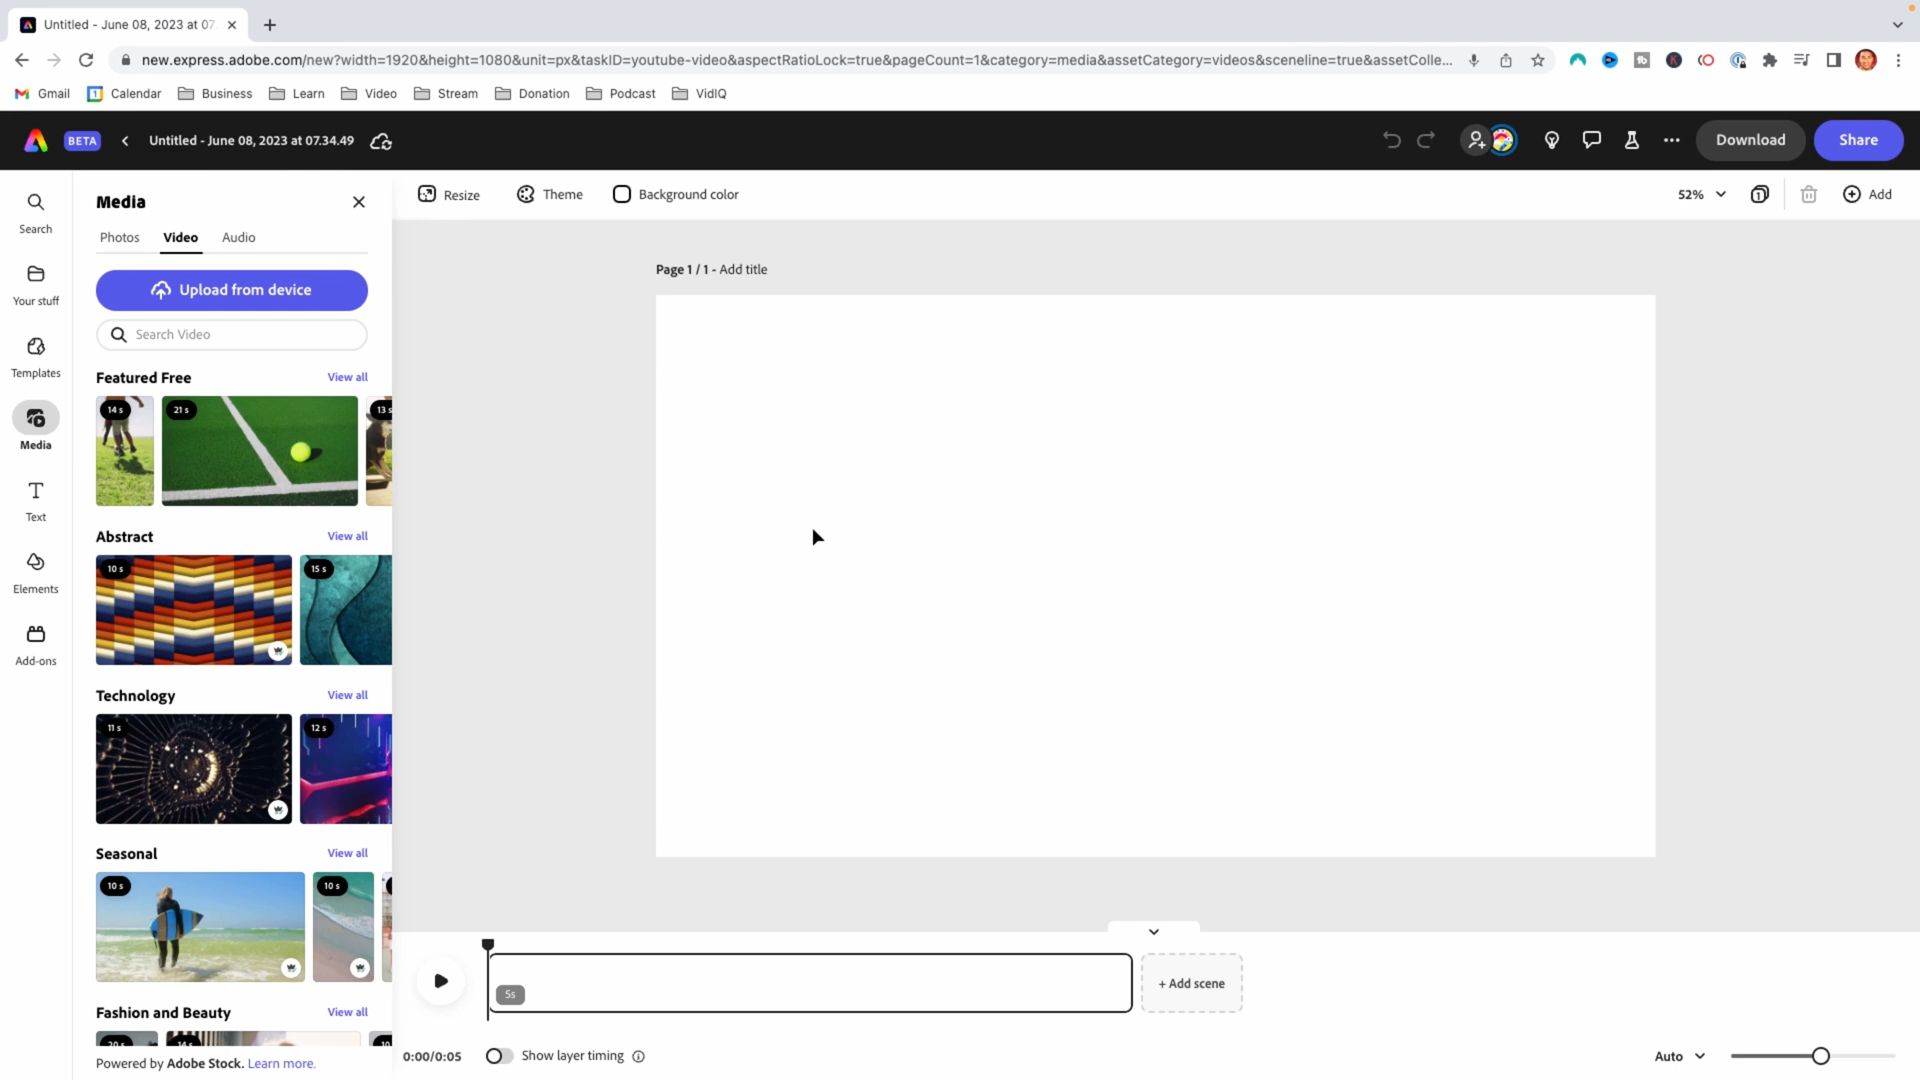 Untitled - June 08, 2023 at 07
new.express.adobe.com/new?width=1920&height=1080&unit=px&taskID=youtube-video&aspectRatioLock=true&pageCount=1&category=media&assetCategory=videos&sceneline=true&assetColle...
Gmail Calendar Business Learn Video Stream Donation Podcast VidIQ
BETA Untitled - June 08, 2023 at 07.34.49 Download Share
Media
Resize Theme Background color 52% 1 Add
Search
Your stuff
Templates
Media
Text
Elements
Add-ons
Photos Video Audio
Upload from device
Search Video
Featured Free View all
14 s 21 s 13 s
Abstract View all
10 s 15 s
Technology View all
11 s 12 s
Seasonal View all
10 s 10 s
Fashion and Beauty View all
20 s 14 s 10
Powered by Adobe Stock. Learn more.
Page 1 / 1 - Add title
5s
+ Add scene
0:00/0:05 Show layer timing Auto